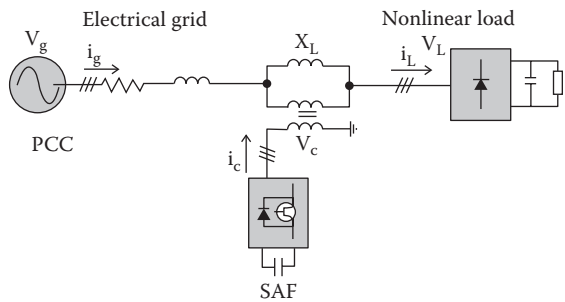 Electrical grid
Nonlinear load
V_g
i_g
X_L
i_L
V_L
PCC
V_c
i_c
SAF